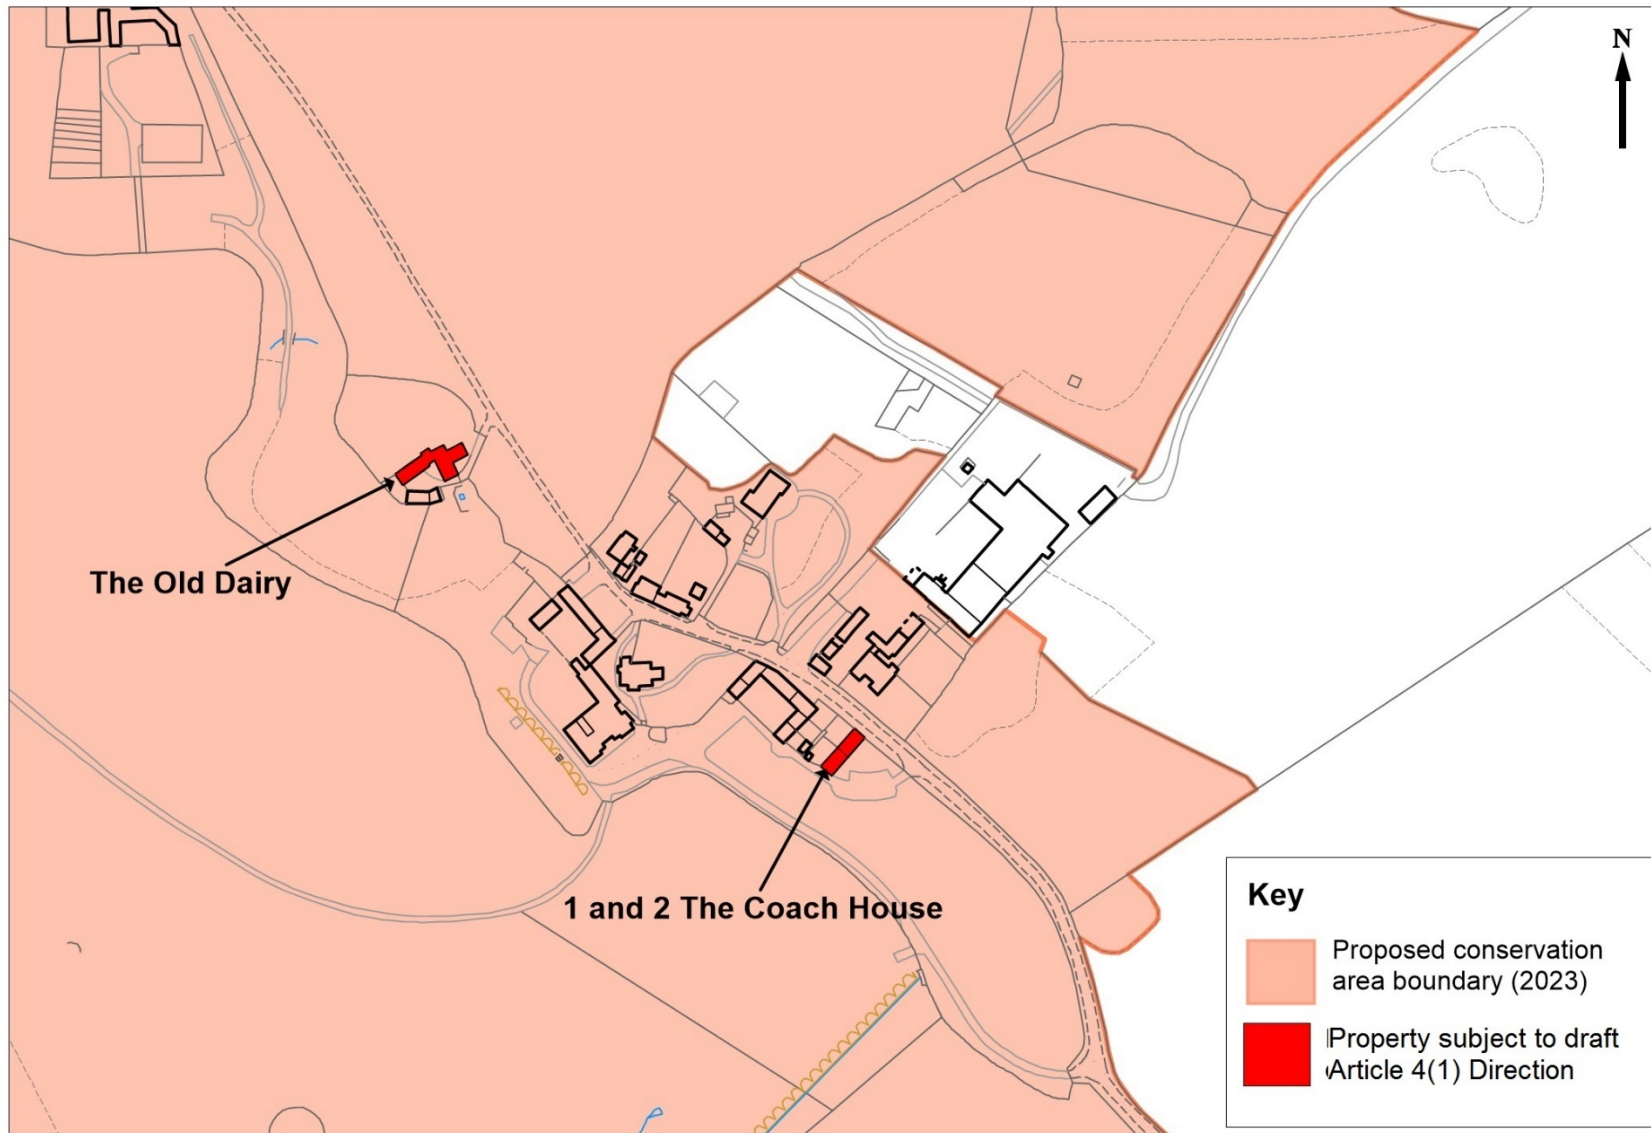 N
The Old Dairy
1 and 2 The Coach House
Key
Proposed conservation
area boundary (2023)
Property subject to draft
Article 4(1) Direction